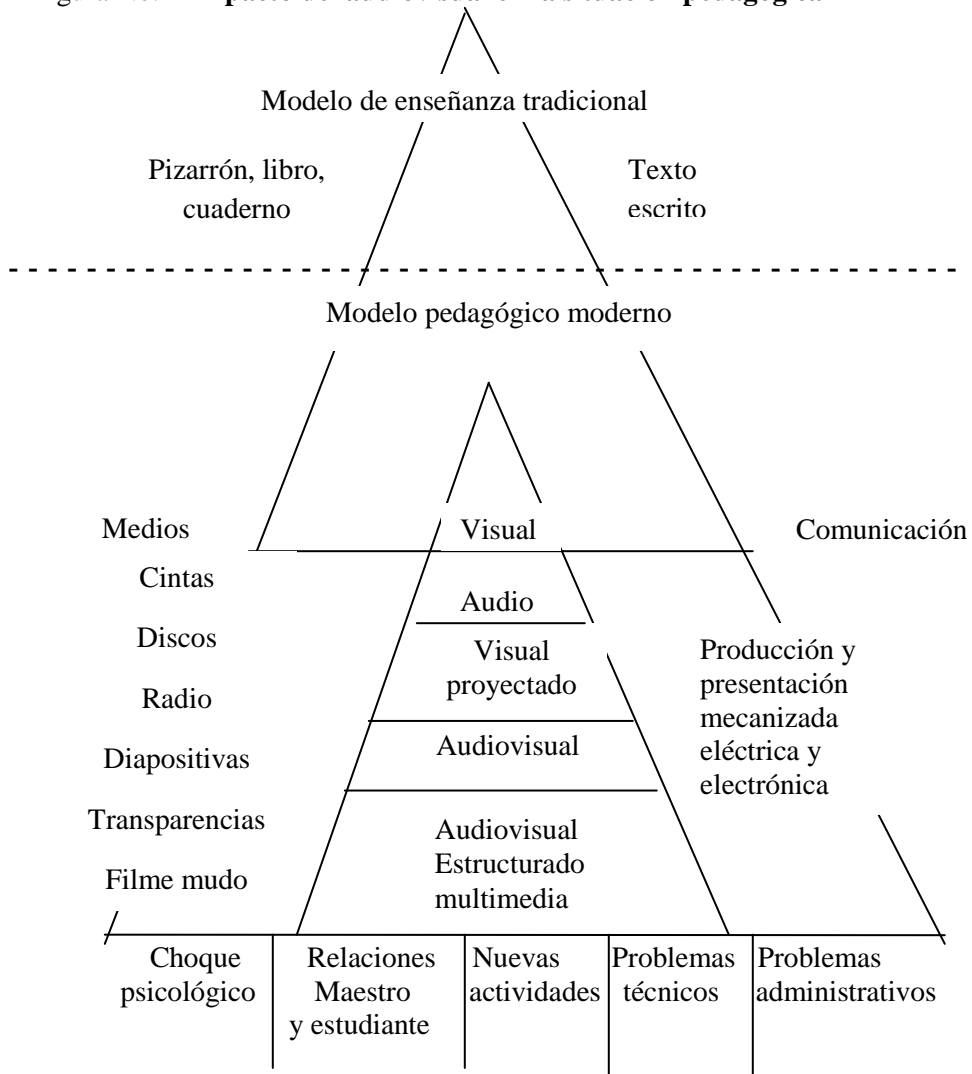 Modelo de enseñanza tradicional
Pizarrón, libro,
cuaderno
Texto
escrito
Modelo pedagógico moderno
Medios
Visual
Comunicación
Cintas
Audio
Discos
Visual
proyectado
Producción y
presentación
mecanizada
eléctrica y
electrónica
Radio
Audiovisual
Diapositivas
Transparencias
Audiovisual
Estructurado
multimedia
Filme mudo
Choque
psicológico
Relaciones
Maestro
y estudiante
Nuevas
actividades
Problemas
técnicos
Problemas
administrativos